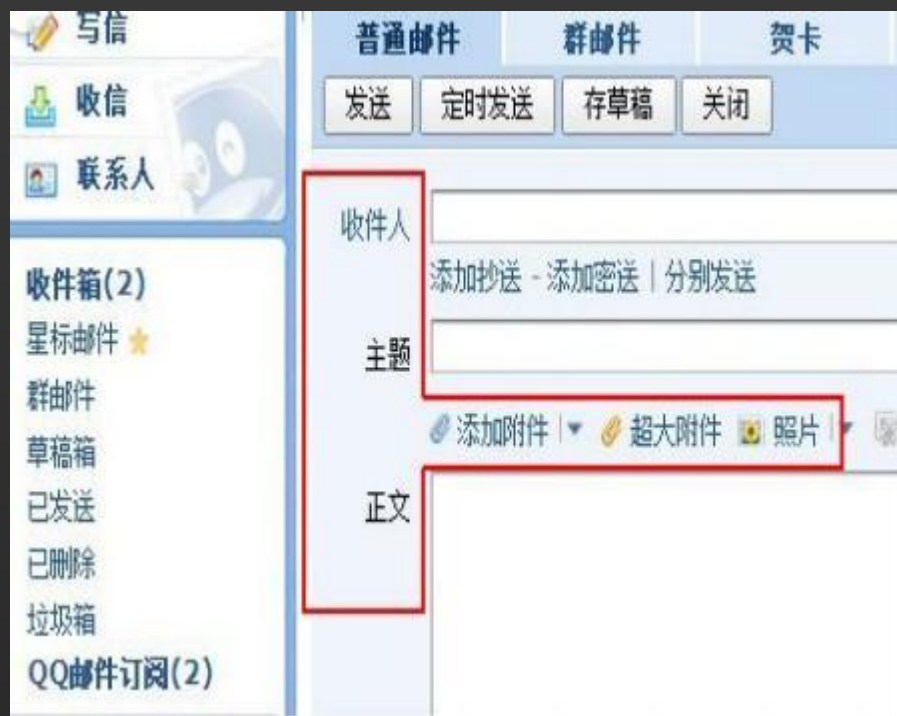 写信
收信
联系人
收件箱(2)
星标邮件
群邮件
草稿箱
已发送
已删除
垃圾箱
QQ邮件订阅(2)
普通邮件 群邮件 贺卡
发送 定时发送 存草稿 关闭
收件人
添加抄送 - 添加密送 | 分别发送
主题
添加附件 | 超大附件 照片 |
正文